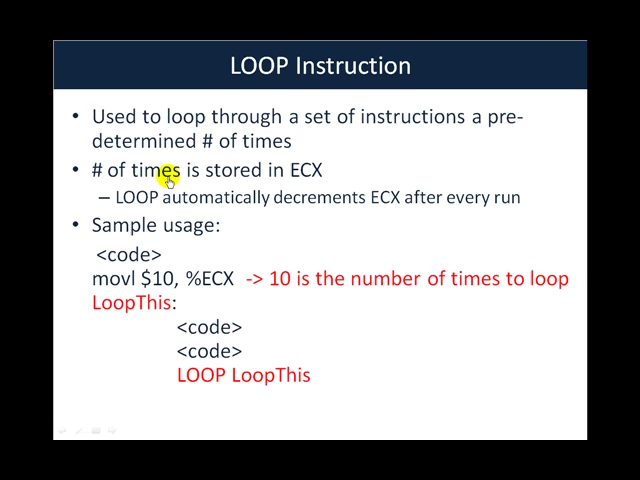 LOOP Instruction
• Used to loop through a set of instructions a pre-
determined # of times
• # of times is stored in ECX
– LOOP automatically decrements ECX after every run
• Sample usage:
<code>
movl $10, %ECX -> 10 is the number of times to loop
LoopThis:
<code>
<code>
LOOP LoopThis